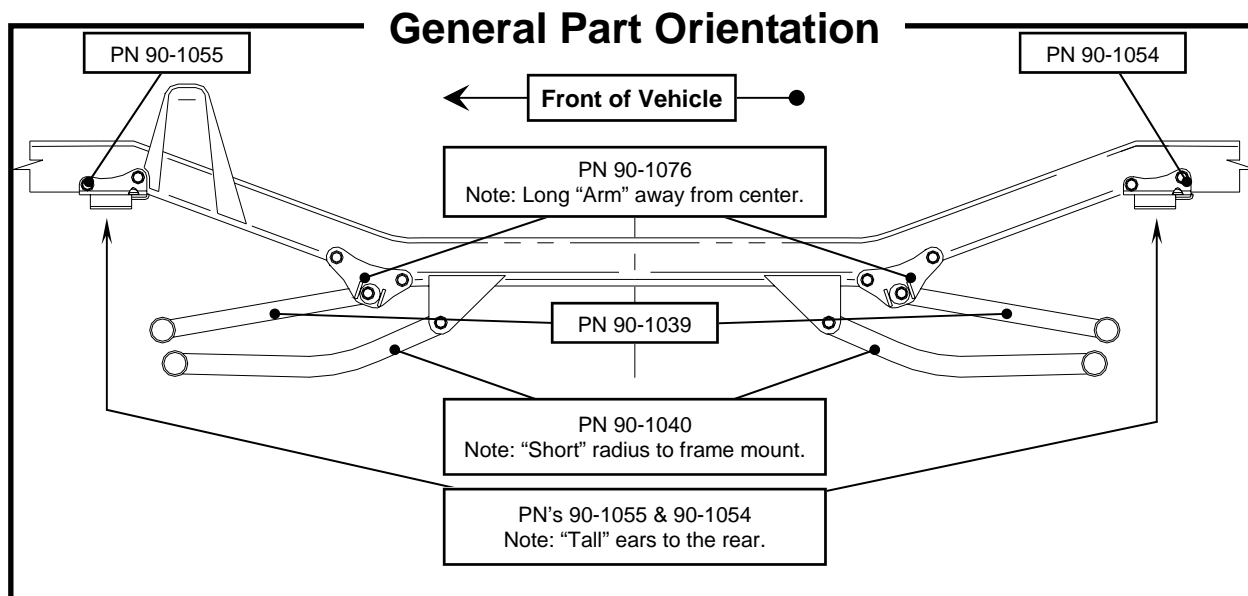 General Part Orientation
PN 90-1055
PN 90-1054
Front of Vehicle
PN 90-1076
Note: Long “Arm” away from center.
PN 90-1039
PN 90-1040
Note: “Short” radius to frame mount.
PN’s 90-1055 & 90-1054
Note: “Tall” ears to the rear.